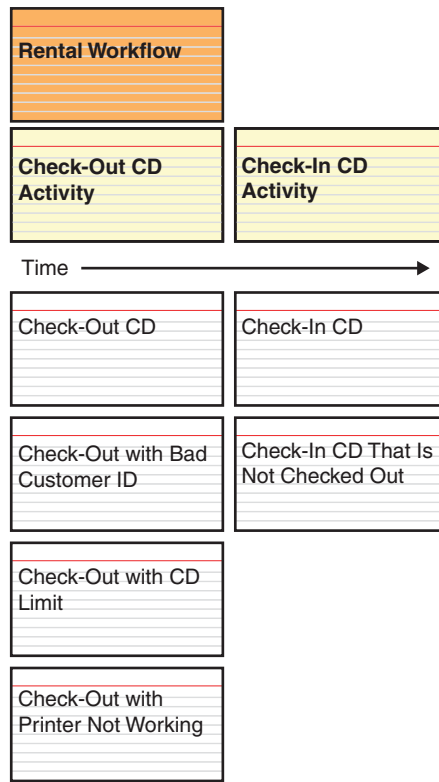 Rental Workflow
Check-Out CD
Activity
Check-In CD
Activity
Time
Check-Out CD
Check-In CD
Check-Out with Bad
Customer ID
Check-In CD That Is
Not Checked Out
Check-Out with CD
Limit
Check-Out with
Printer Not Working